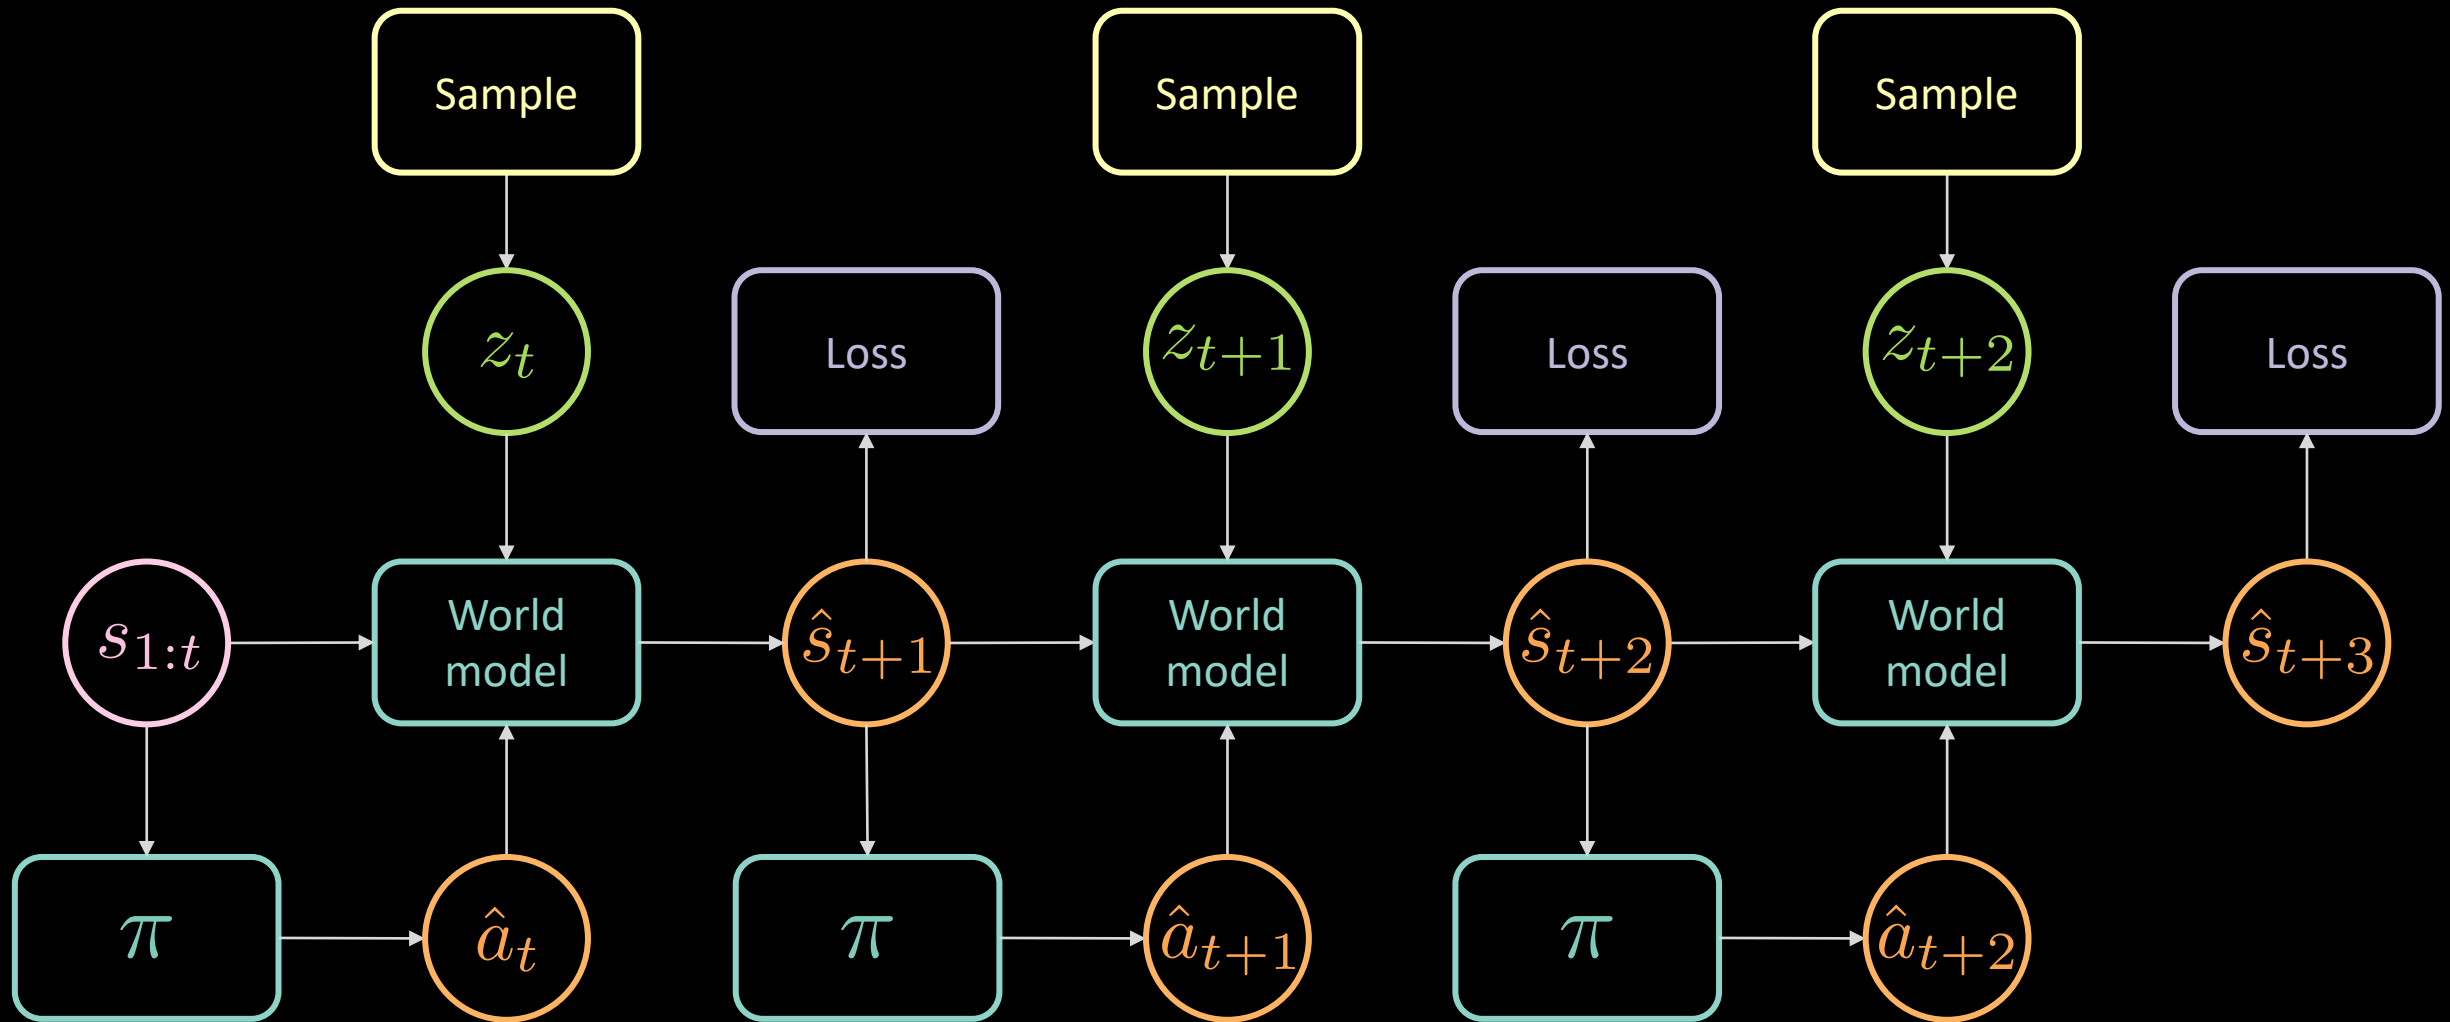 Sample
Sample
Sample
z_t
Loss
z_{t+1}
Loss
z_{t+2}
Loss
s_{1:t}
World
model
ŝ_{t+1}
World
model
ŝ_{t+2}
World
model
ŝ_{t+3}
π
â_t
π
â_{t+1}
π
â_{t+2}